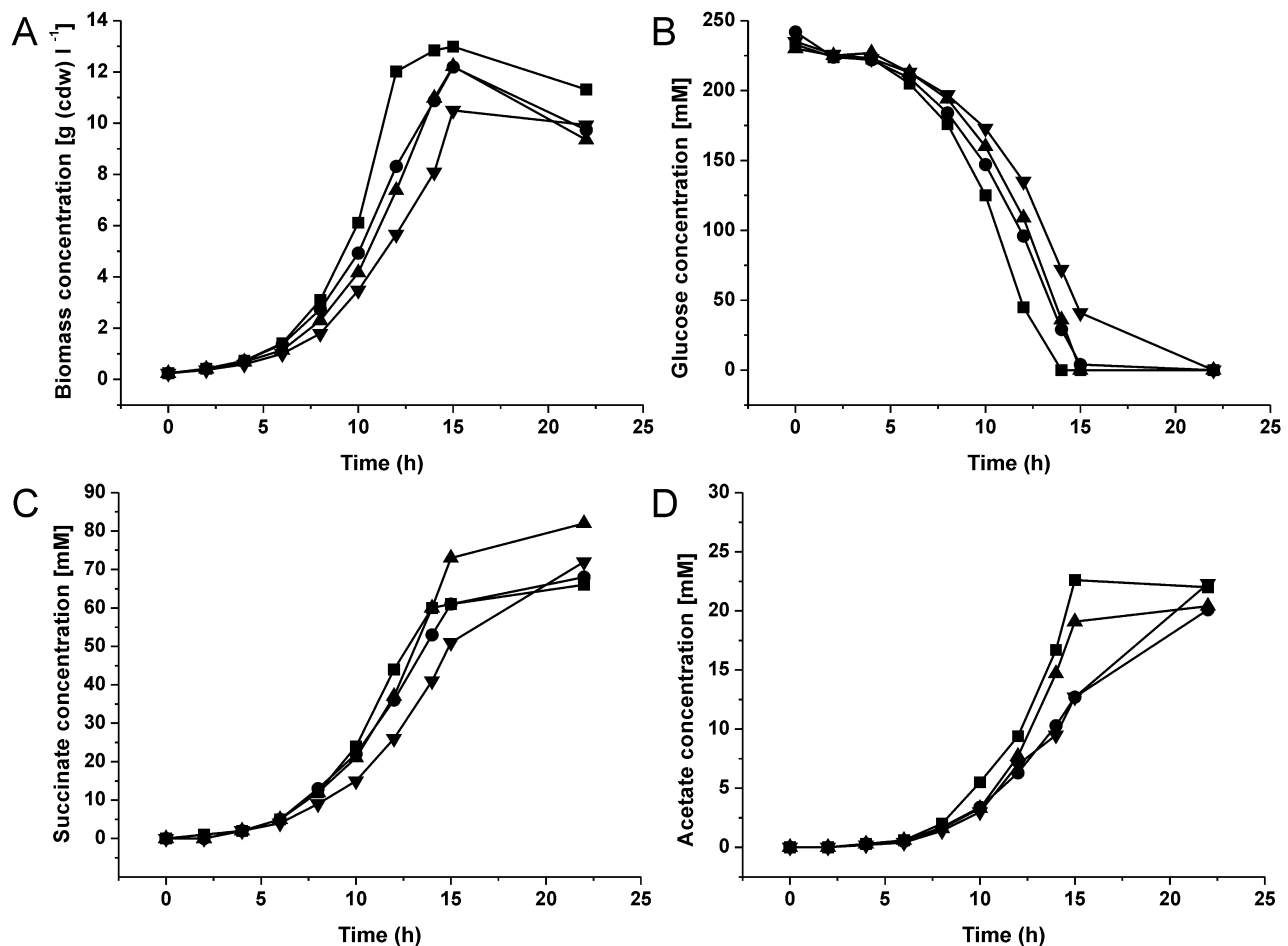 A
Biomass concentration [g (cdw) l -1]
14
12
10
8
6
4
2
0
0 5 10 15 20 25
Time (h)
B
Glucose concentration [mM]
250
200
150
100
50
0
0 5 10 15 20 25
Time (h)
C
Succinate concentration [mM]
90
80
70
60
50
40
30
20
10
0
0 5 10 15 20 25
Time (h)
D
Acetate concentration [mM]
30
25
20
15
10
5
0
0 5 10 15 20 25
Time (h)